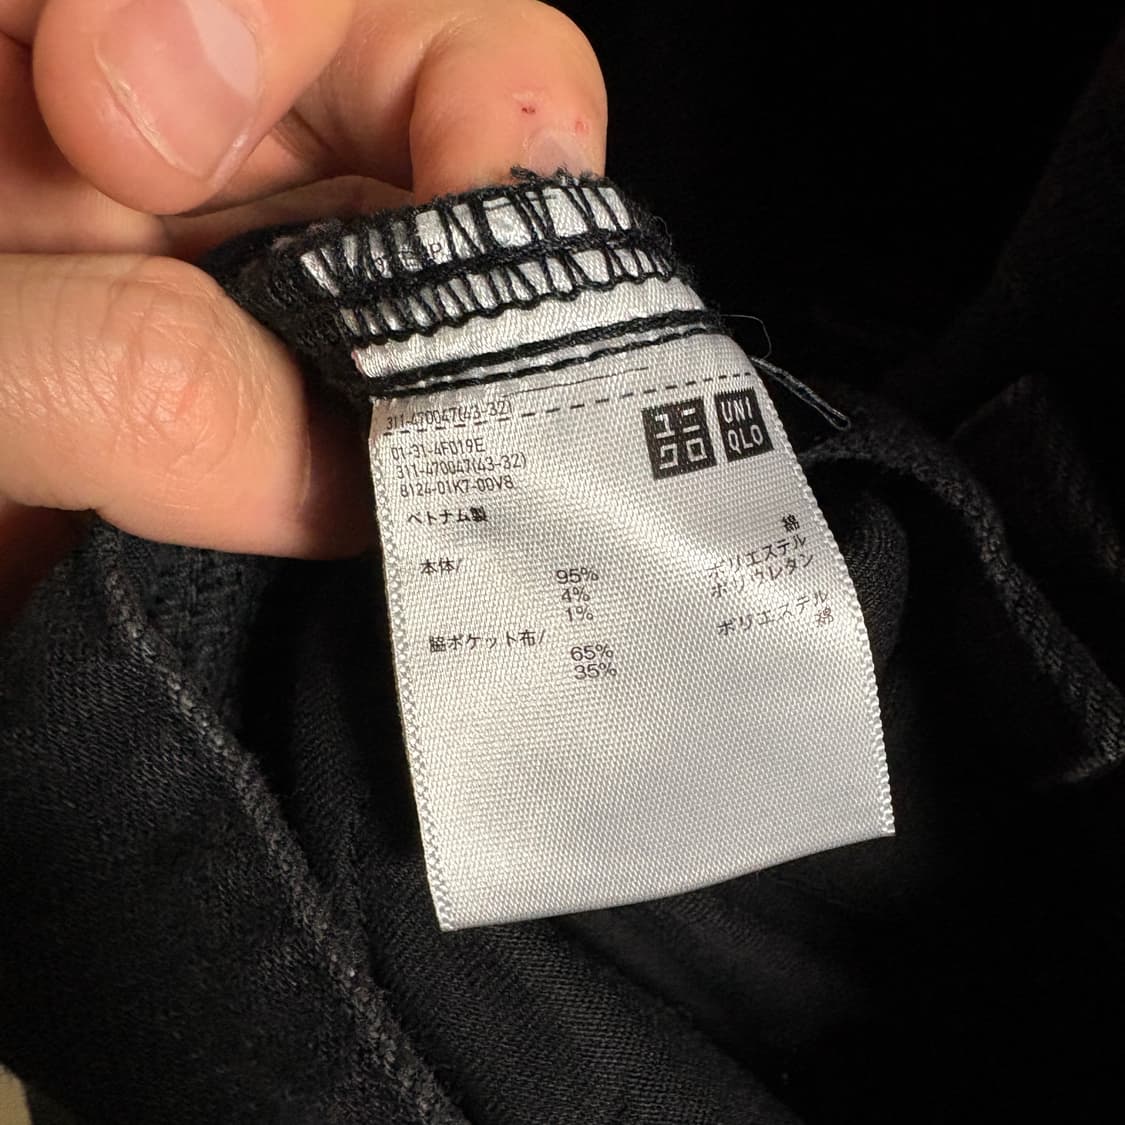 311-470047(43-32)
ユニ
クロ
UNI
QLO
01-31-4F019E
311-470047(43-32)
8124-01K7-00V8
ベトナム製
本体/
95% 綿
4% ポリエステル
1% ポリウレタン
脇ポケット布/
65% ポリエステル
35% 綿